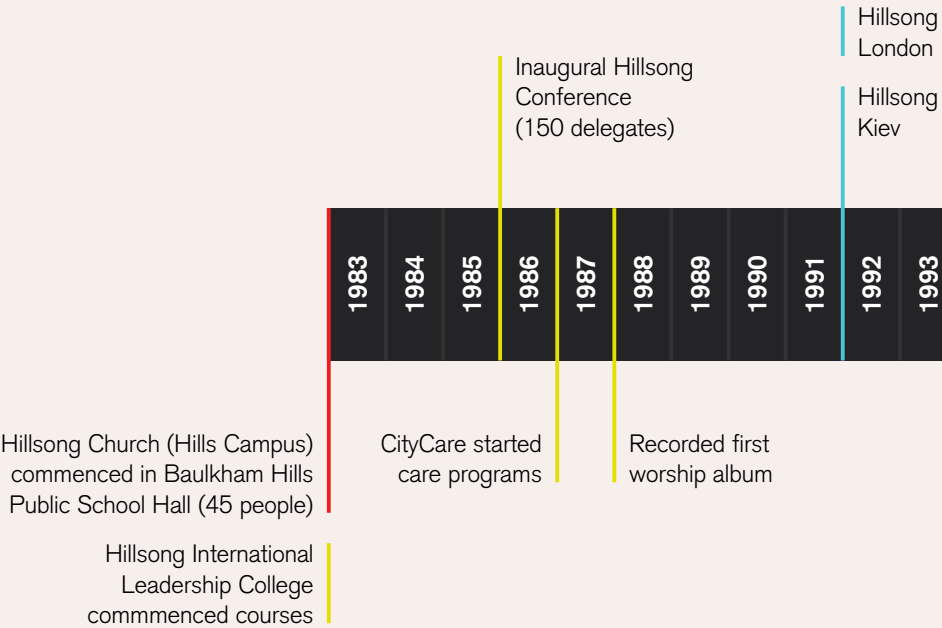 Hillsong
London
Hillsong
Kiev
Inaugural Hillsong
Conference
(150 delegates)
1983
1984
1985
1986
1987
1988
1989
1990
1991
1992
1993
Hillsong Church (Hills Campus)
commenced in Baulkham Hills
Public School Hall (45 people)
CityCare started
care programs
Recorded first
worship album
Hillsong International
Leadership College
commmenced courses